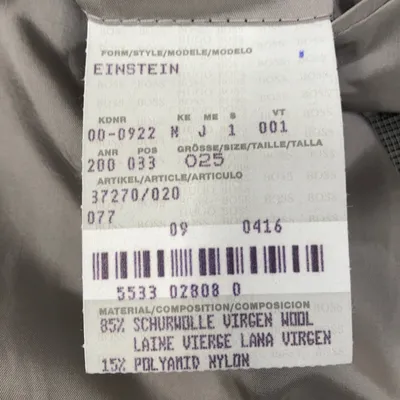 FORM/STYLE/MODELE/MODELO
EINSTEIN
KDNR KE ME S VT
00-0922 N J 1 001
ANR POS GRÖSSE/SIZE/TAILLE/TALLA
200 033 025
ARTIKEL/ARTICLE/ARTICULO
37270/020
077
09 0416
5533 02808 0
MATERIAL/COMPOSITION/COMPOSICION
85% SCHURWOLLE VIRGEN WOOL
LAINE VIERGE LANA VIRGEN
15% POLYAMID NYLON